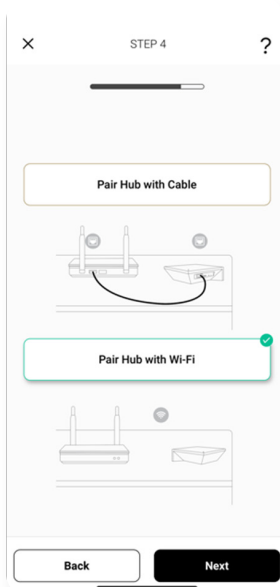 STEP 4
?
Pair Hub with Cable
Pair Hub with Wi-Fi
Back
Next